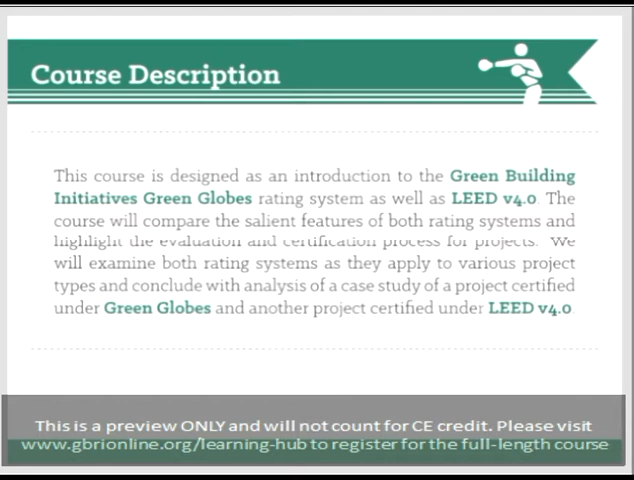 Course Description
This course is designed as an introduction to the Green Building
Initiatives Green Globes rating system as well as LEED v4.0. The
course will compare the salient features of both rating systems and
highlight the evaluation and certification process for projects. We
will examine both rating systems as they apply to various project
types and conclude with analysis of a case study of a project certified
under Green Globes and another project certified under LEED v4.0.
This is a preview ONLY and will not count for CE credit. Please visit
www.gbrionline.org/learning-hub to register for the full-length course